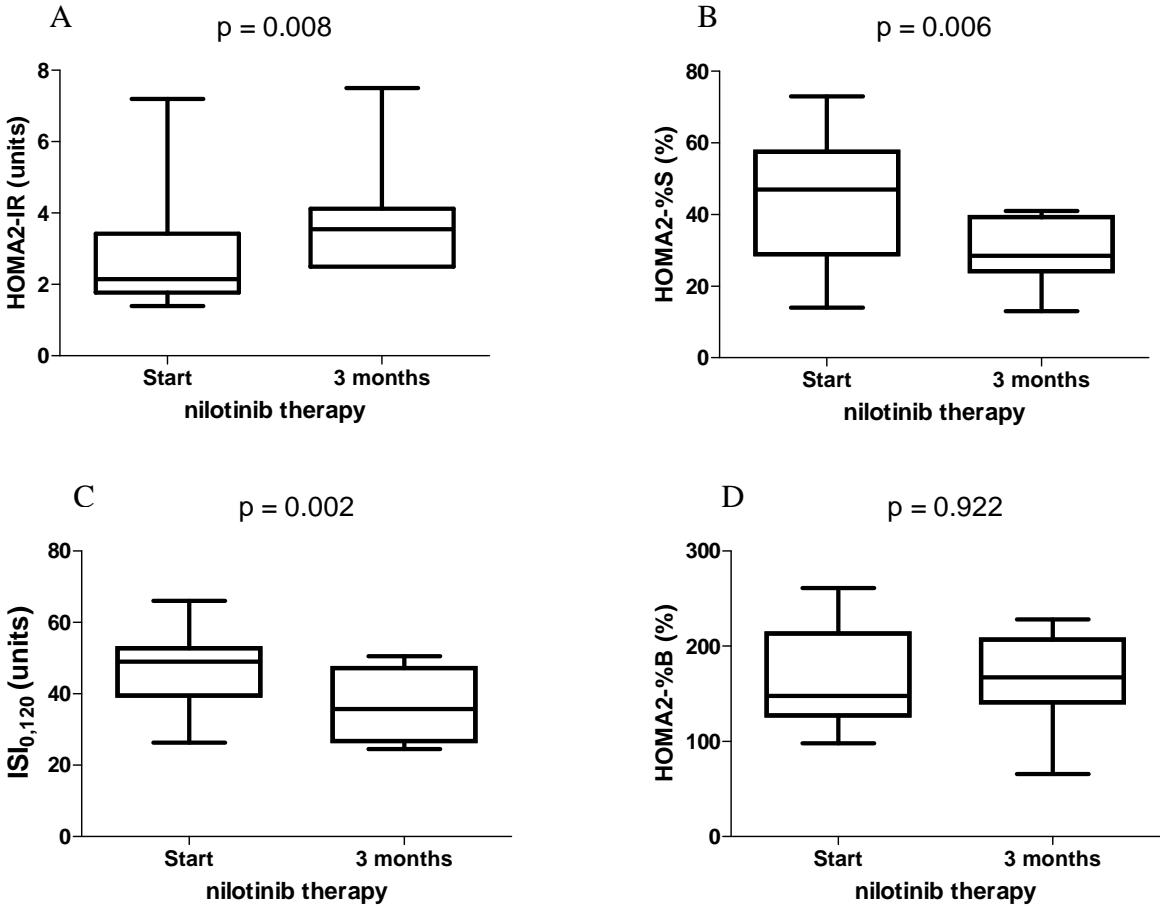 A
p = 0.008
HOMA2-IR (units)
8
6
4
2
0
Start 3 months
nilotinib therapy
B
p = 0.006
HOMA2-%S (%)
80
60
40
20
0
Start 3 months
nilotinib therapy
C
p = 0.002
ISI0,120 (units)
80
60
40
20
0
Start 3 months
nilotinib therapy
D
p = 0.922
HOMA2-%B (%)
300
200
100
0
Start 3 months
nilotinib therapy